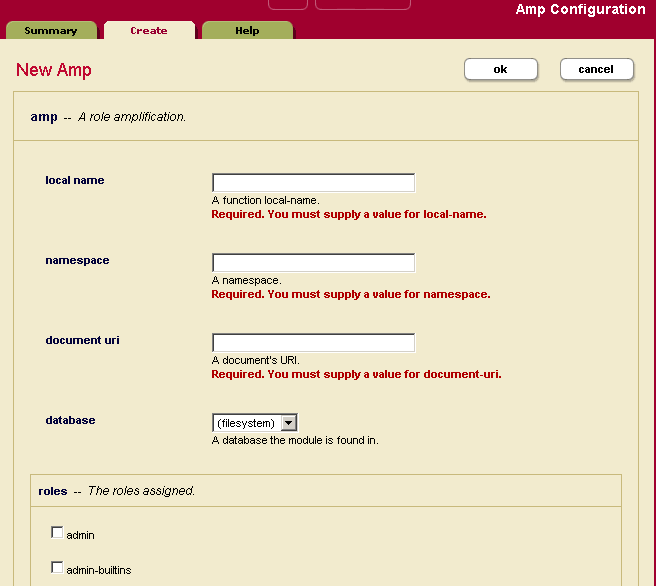 Amp Configuration
Summary Create Help
New Amp ok cancel
amp -- A role amplification.
local name
A function local-name.
Required. You must supply a value for local-name.
namespace
A namespace.
Required. You must supply a value for namespace.
document uri
A document's URI.
Required. You must supply a value for document-uri.
database (filesystem)
A database the module is found in.
roles -- The roles assigned.
admin
admin-builtins